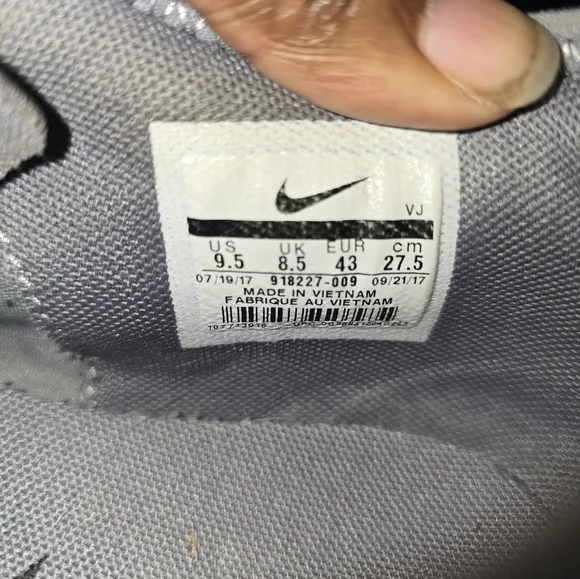 VJ
US UK EUR cm
9.5 8.5 43 27.5
07/19/17 918227-009 09/21/17
MADE IN VIETNAM
FABRIQUE AU VIETNAM
UPC